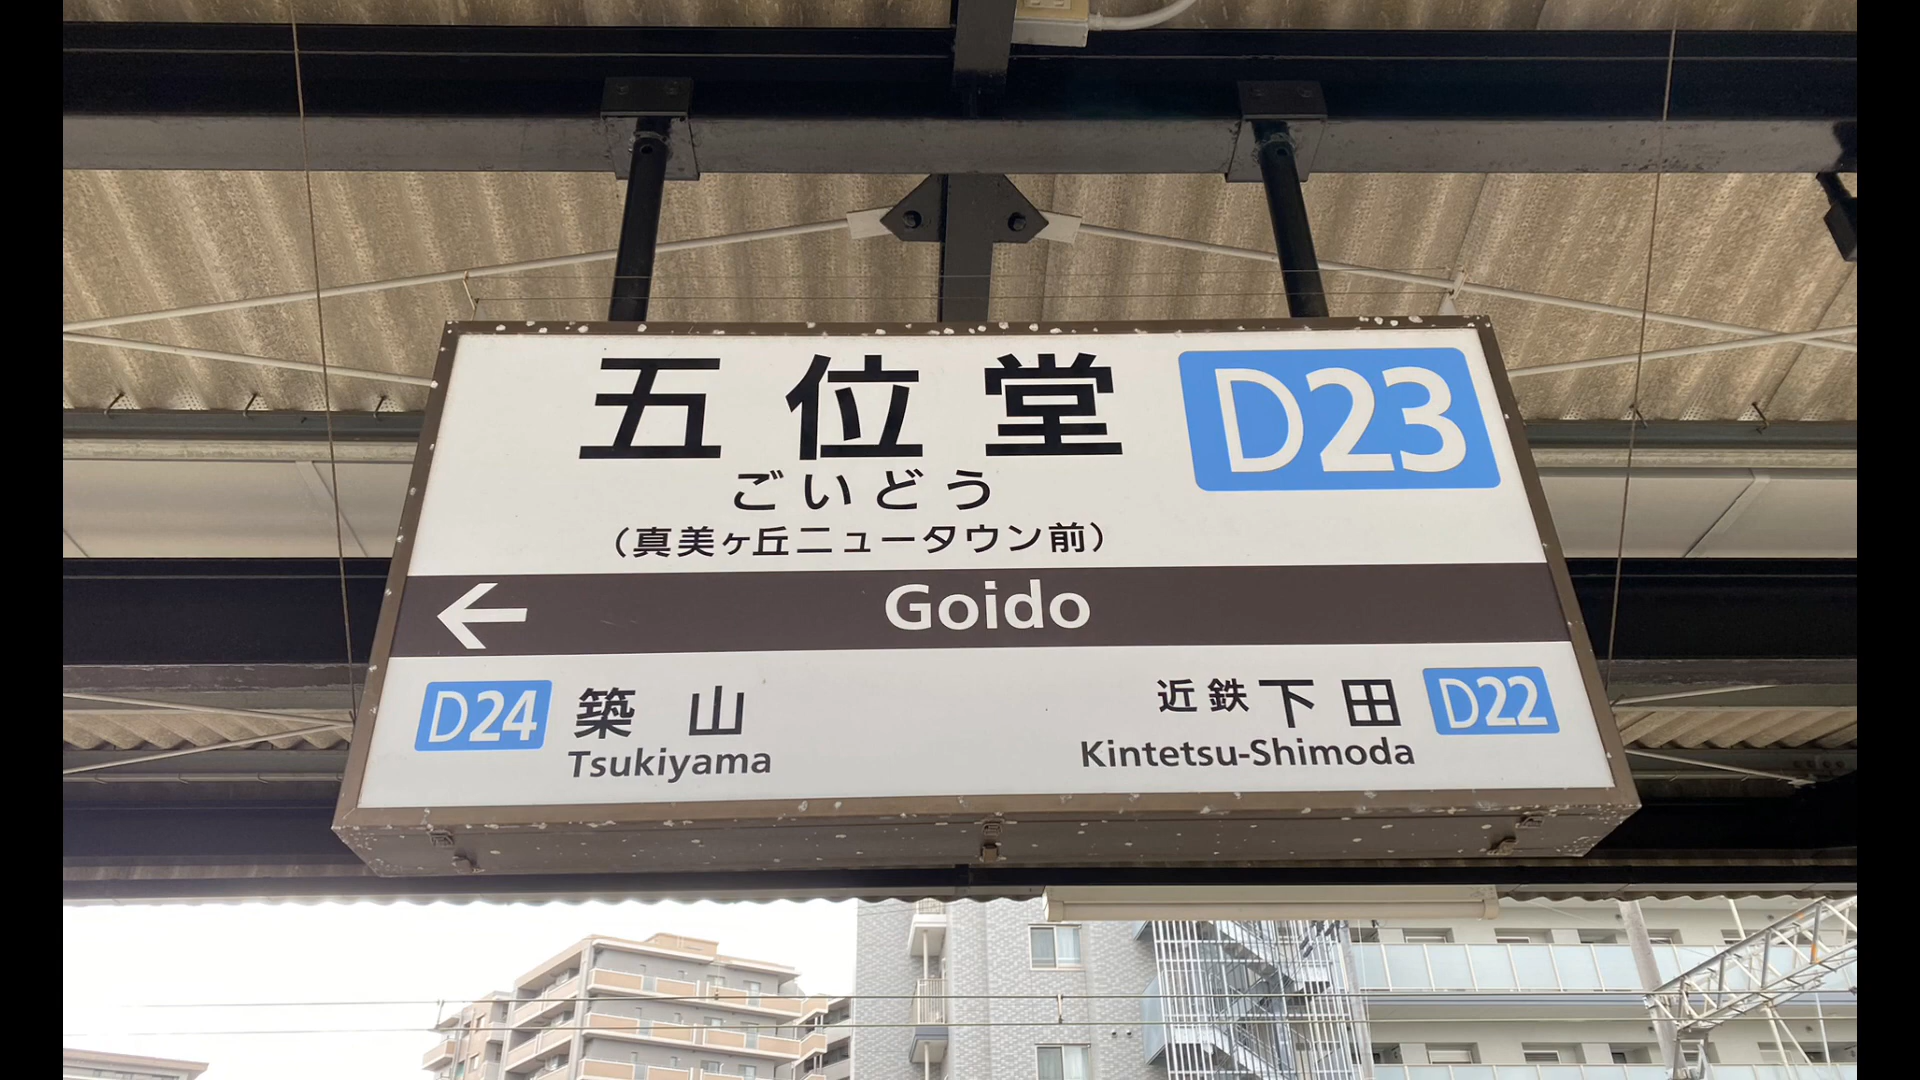 五位堂 D23
ごいどう
（真美ヶ丘ニュータウン前）
← Goido
D24 築山 近鉄下田 D22
Tsukiyama Kintetsu-Shimoda